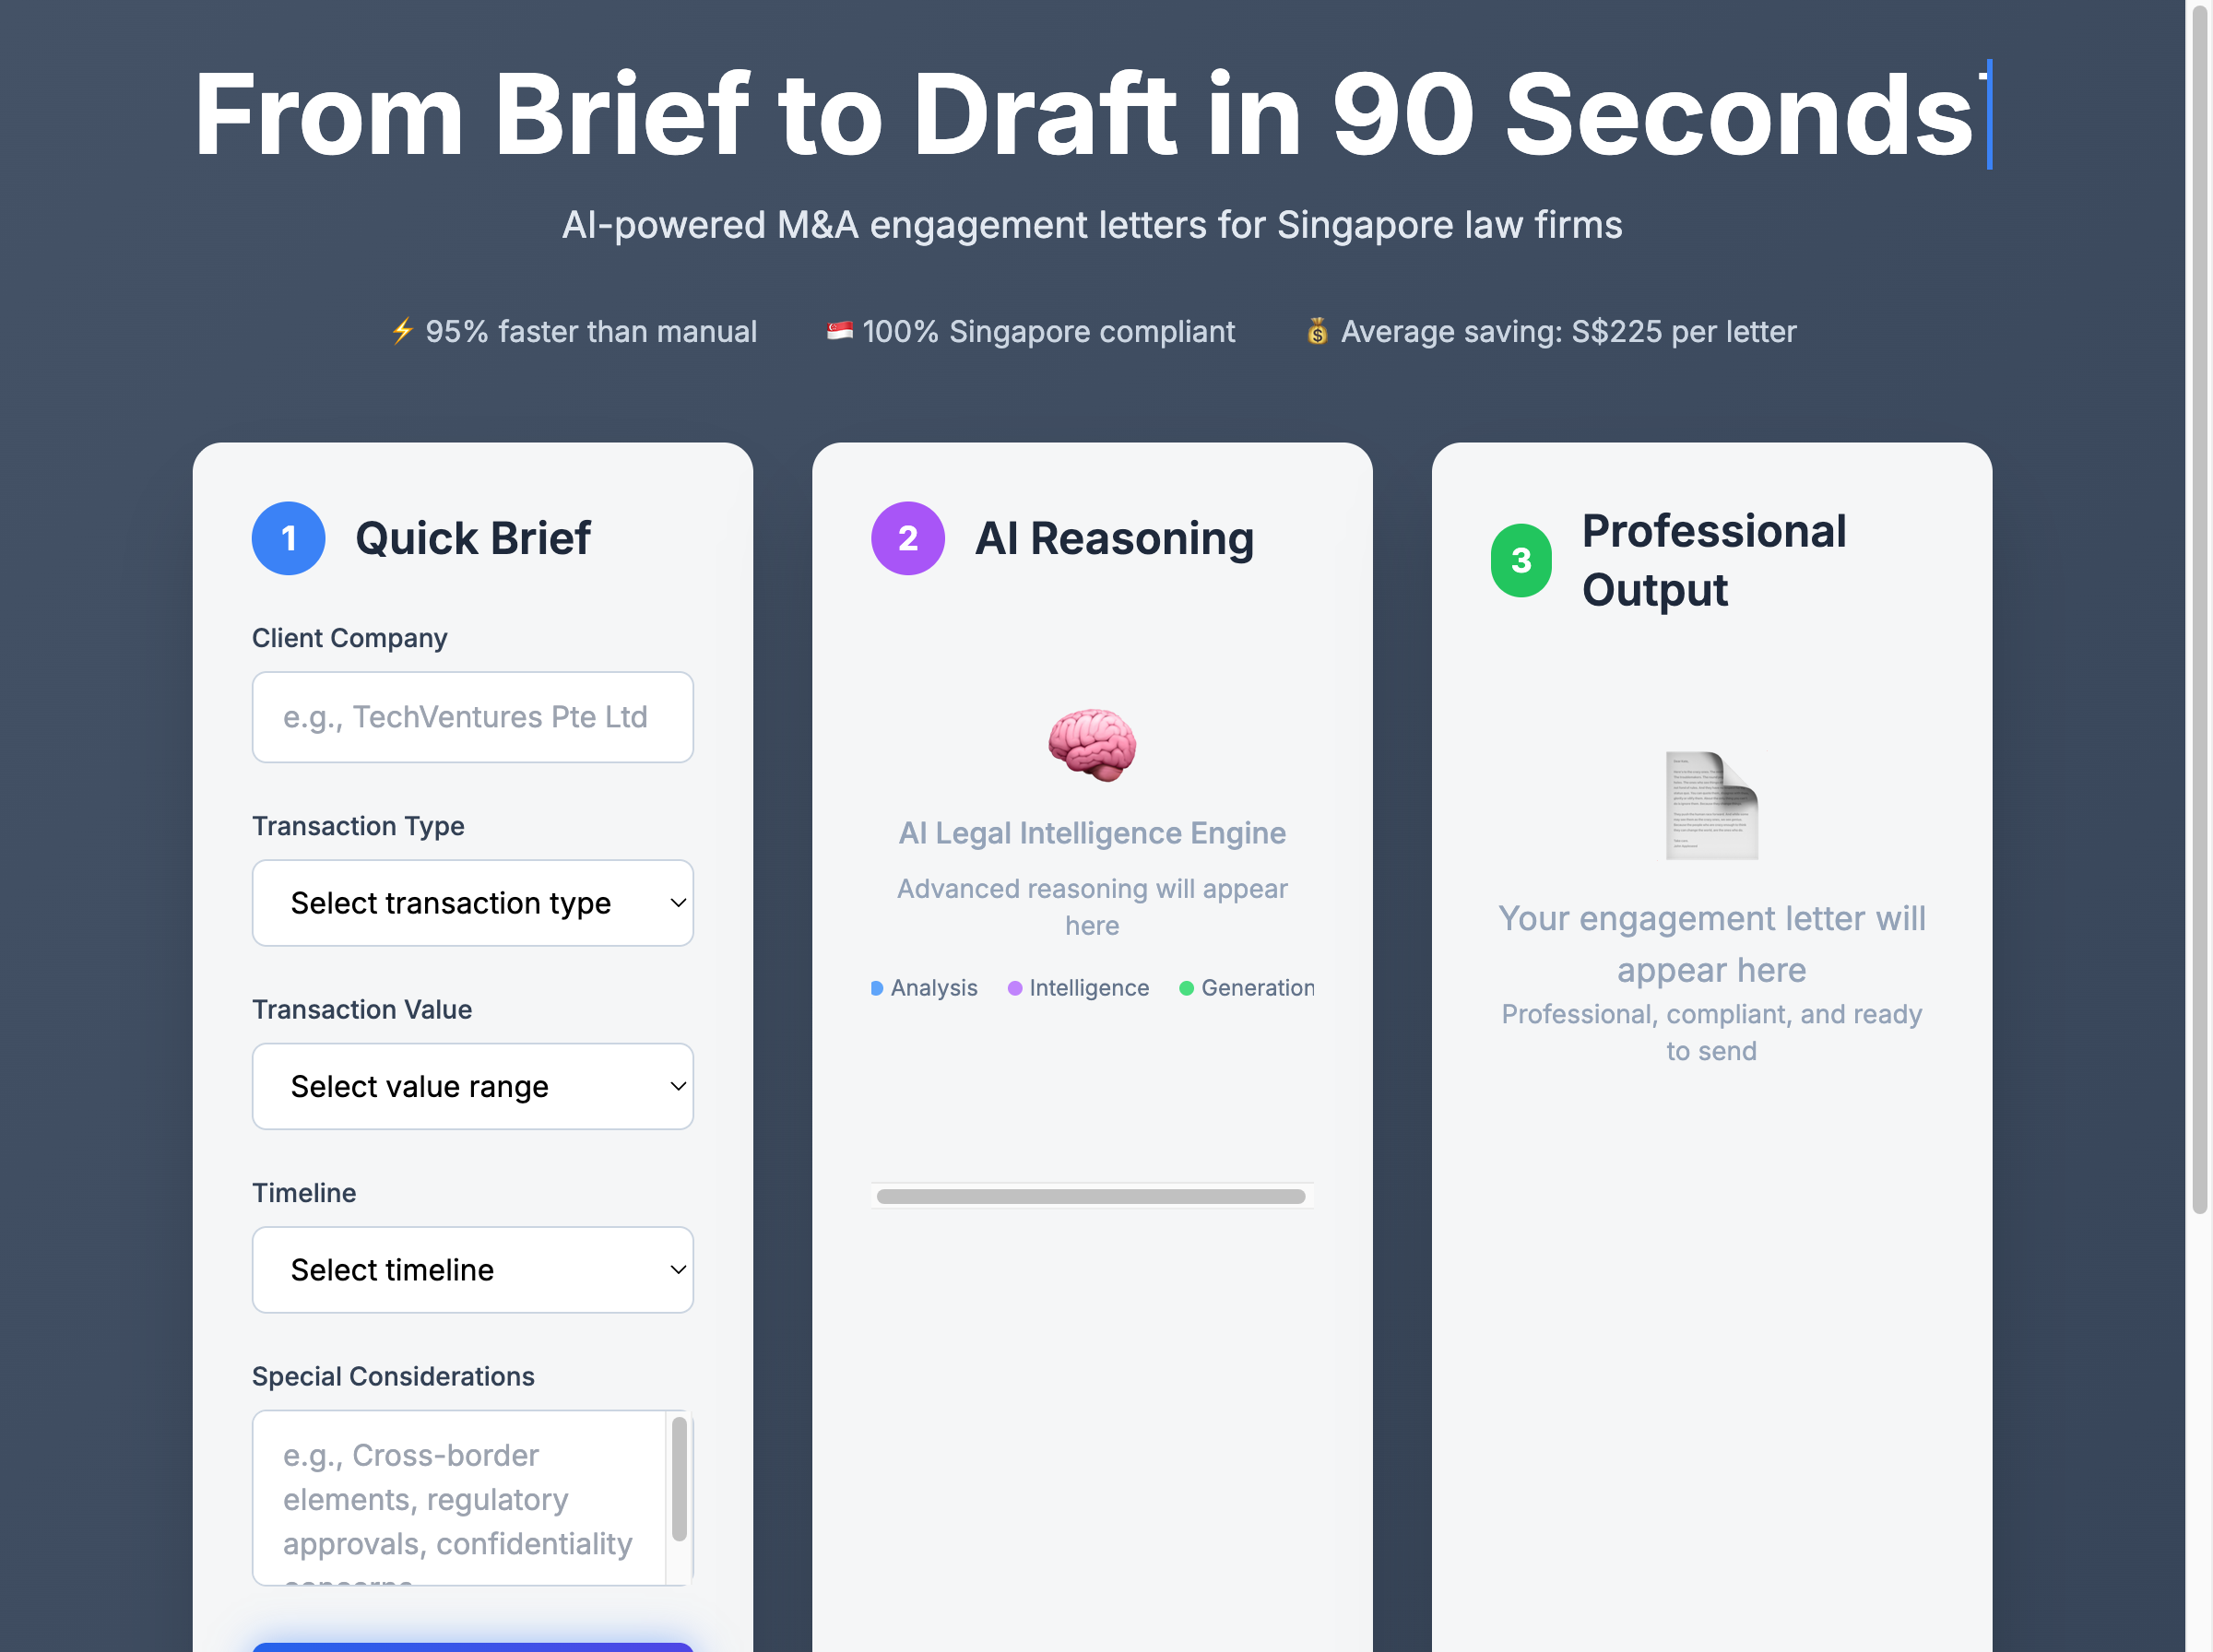 From Brief to Draft in 90 Seconds
AI-powered M&A engagement letters for Singapore law firms
⚡ 95% faster than manual
🇸🇬 100% Singapore compliant
💰 Average saving: S$225 per letter
1
Quick Brief
Client Company
e.g., TechVentures Pte Ltd
Transaction Type
Select transaction type
Transaction Value
Select value range
Timeline
Select timeline
Special Considerations
e.g., Cross-border
elements, regulatory
approvals, confidentiality
2
AI Reasoning
AI Legal Intelligence Engine
Advanced reasoning will appear
here
Analysis
Intelligence
Generation
3
Professional
Output
Your engagement letter will
appear here
Professional, compliant, and ready
to send